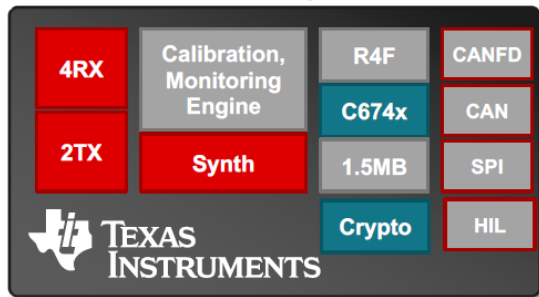 4RX
2TX
Calibration,
Monitoring
Engine
Synth
R4F
C674x
1.5MB
Crypto
CANFD
CAN
SPI
HIL
TEXAS
INSTRUMENTS